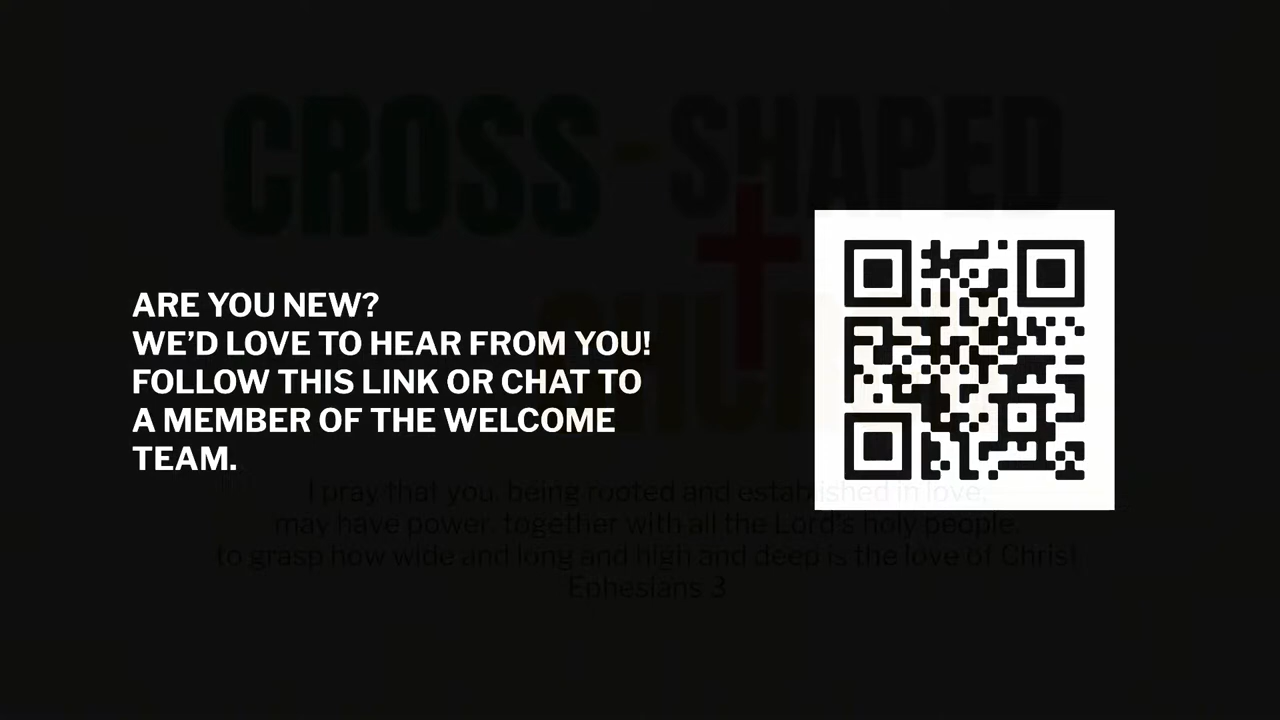 CROSS-SHAPED
CHURCH
ARE YOU NEW?
WE’D LOVE TO HEAR FROM YOU!
FOLLOW THIS LINK OR CHAT TO
A MEMBER OF THE WELCOME
TEAM.
I pray that you, being rooted and established in love,
may have power, together with all the Lord's holy people,
to grasp how wide and long and high and deep is the love of Christ
Ephesians 3